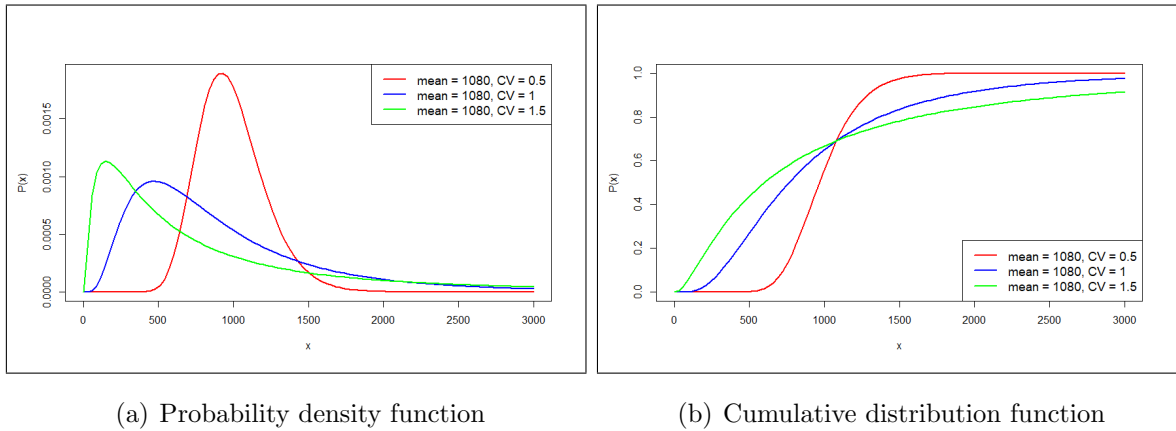 mean = 1080, CV = 0.5
mean = 1080, CV = 1
mean = 1080, CV = 1.5
P(x)
0.0000 0.0005 0.0010 0.0015
0 500 1000 1500 2000 2500 3000
x
(a) Probability density function
P(x)
0.0 0.2 0.4 0.6 0.8 1.0
mean = 1080, CV = 0.5
mean = 1080, CV = 1
mean = 1080, CV = 1.5
0 500 1000 1500 2000 2500 3000
x
(b) Cumulative distribution function